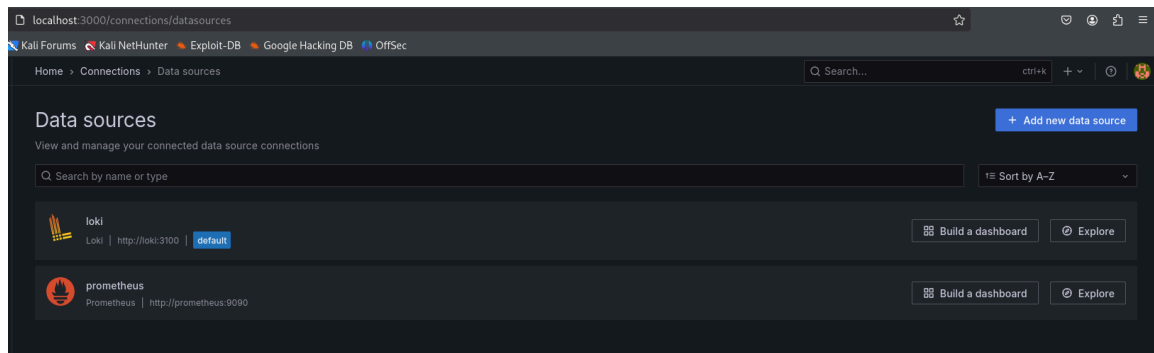 localhost:3000/connections/datasources
Kali Forums Kali NetHunter Exploit-DB Google Hacking DB OffSec
Home › Connections › Data sources Search... ctrl+k
Data sources + Add new data source
View and manage your connected data source connections
Search by name or type Sort by A–Z
loki
Loki | http://loki:3100 | default Build a dashboard Explore
prometheus
Prometheus | http://prometheus:9090 Build a dashboard Explore